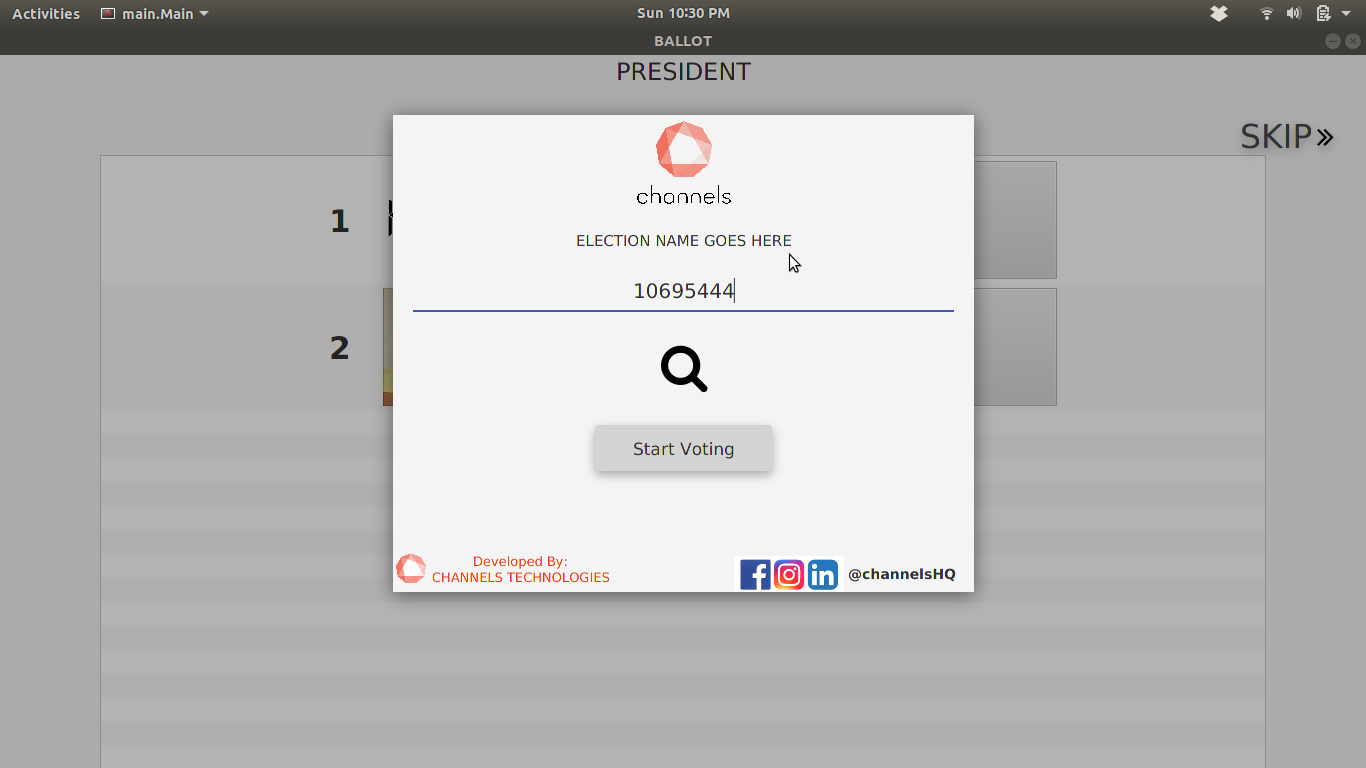 Activities main.Main Sun 10:30 PM
BALLOT
PRESIDENT
SKIP
channels
1
ELECTION NAME GOES HERE
10695444
2
Start Voting
Developed By:
CHANNELS TECHNOLOGIES
@channelsHQ